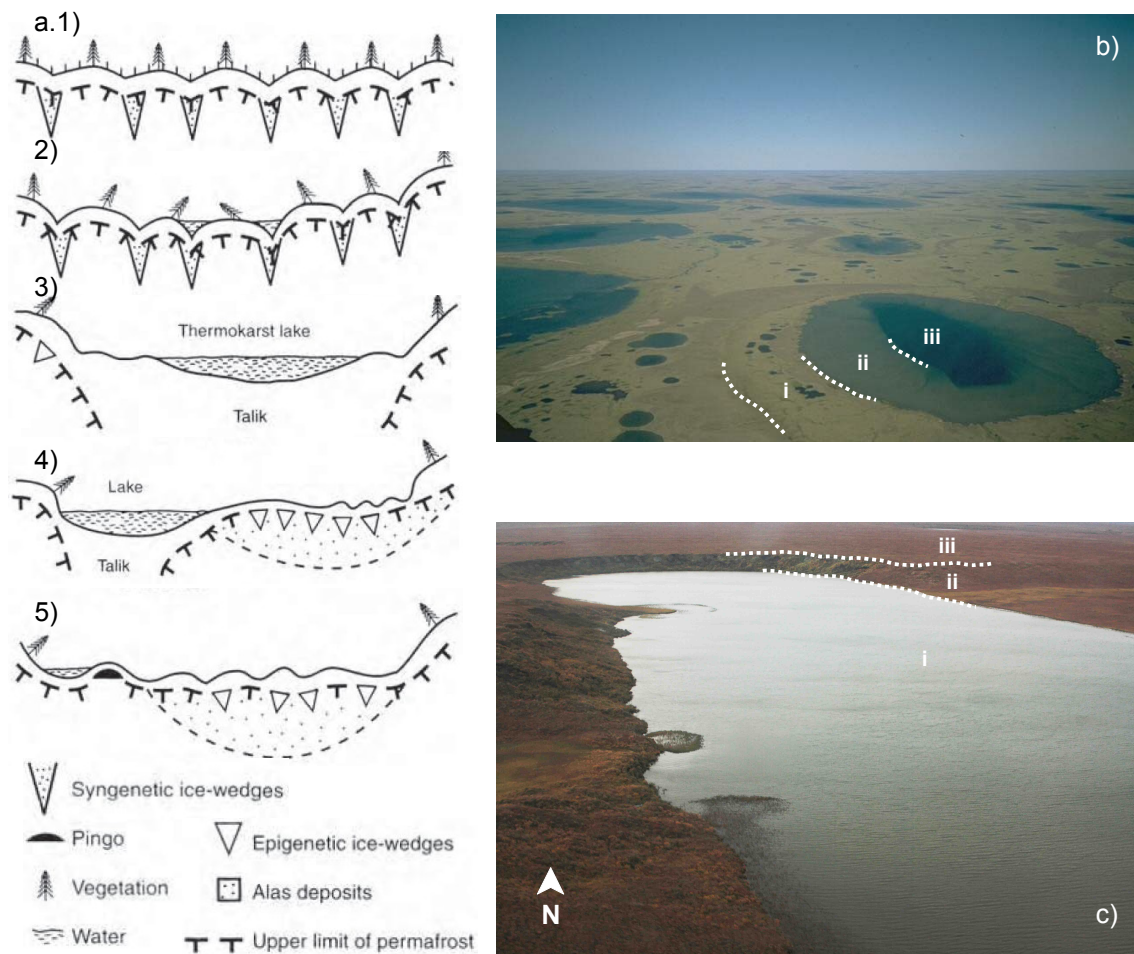 a.1)
2)
3)
Thermokarst lake
Talik
4)
Lake
Talik
5)
Syngenetic ice-wedges
Pingo
Epigenetic ice-wedges
Vegetation
Alas deposits
Water
Upper limit of permafrost
b)
iii
ii
i
iii
ii
i
N
c)